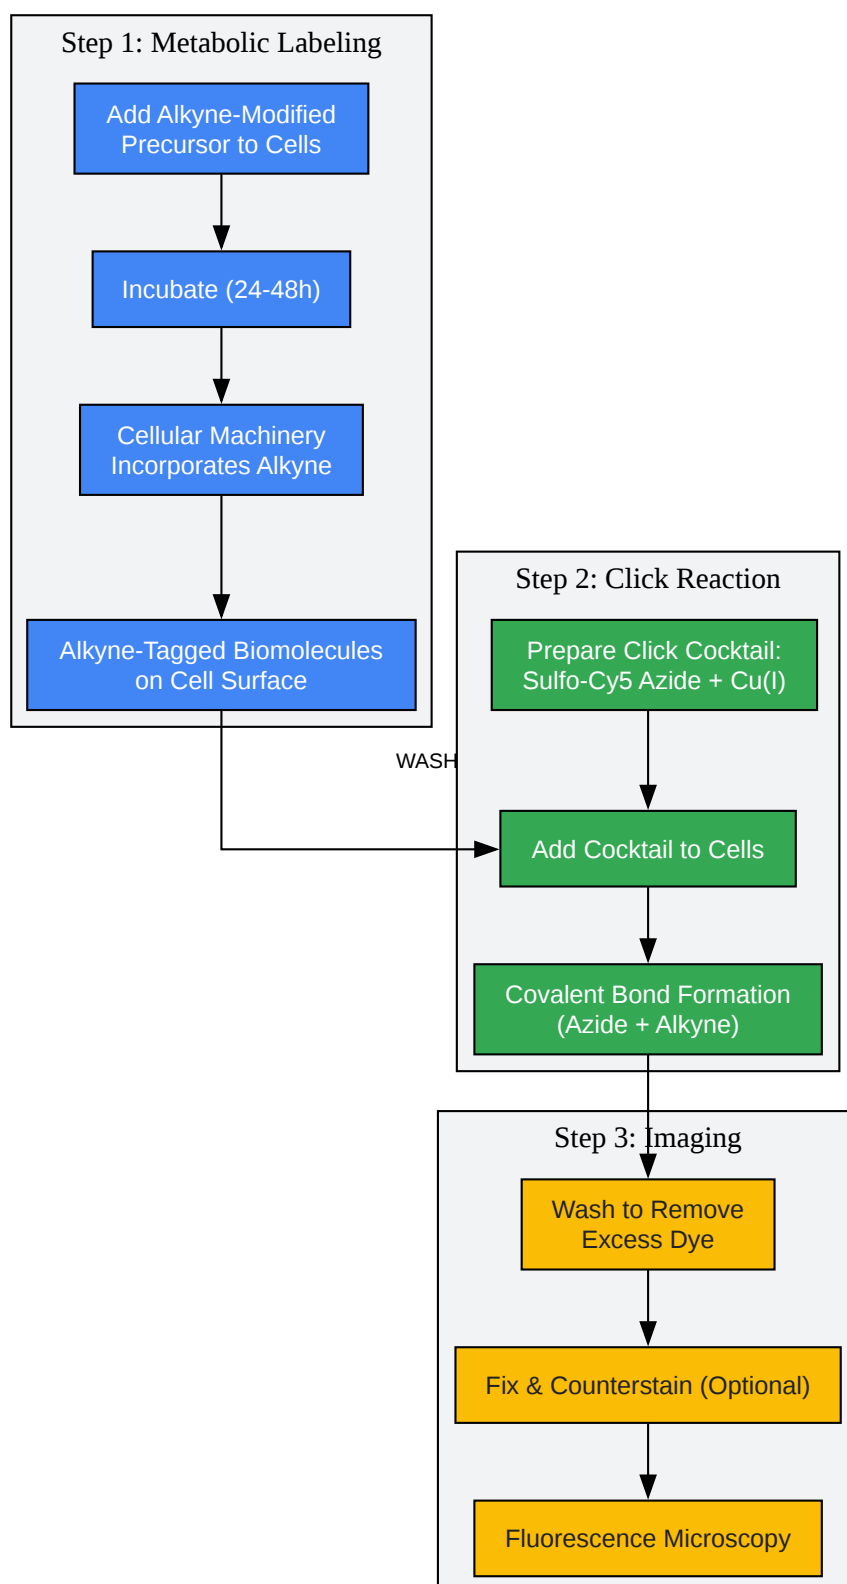 Step 1: Metabolic Labeling
Add Alkyne-Modified
Precursor to Cells
Incubate (24-48h)
Cellular Machinery
Incorporates Alkyne
Alkyne-Tagged Biomolecules
on Cell Surface
WASH
Step 2: Click Reaction
Prepare Click Cocktail:
Sulfo-Cy5 Azide + Cu(I)
Add Cocktail to Cells
Covalent Bond Formation
(Azide + Alkyne)
Step 3: Imaging
Wash to Remove
Excess Dye
Fix & Counterstain (Optional)
Fluorescence Microscopy